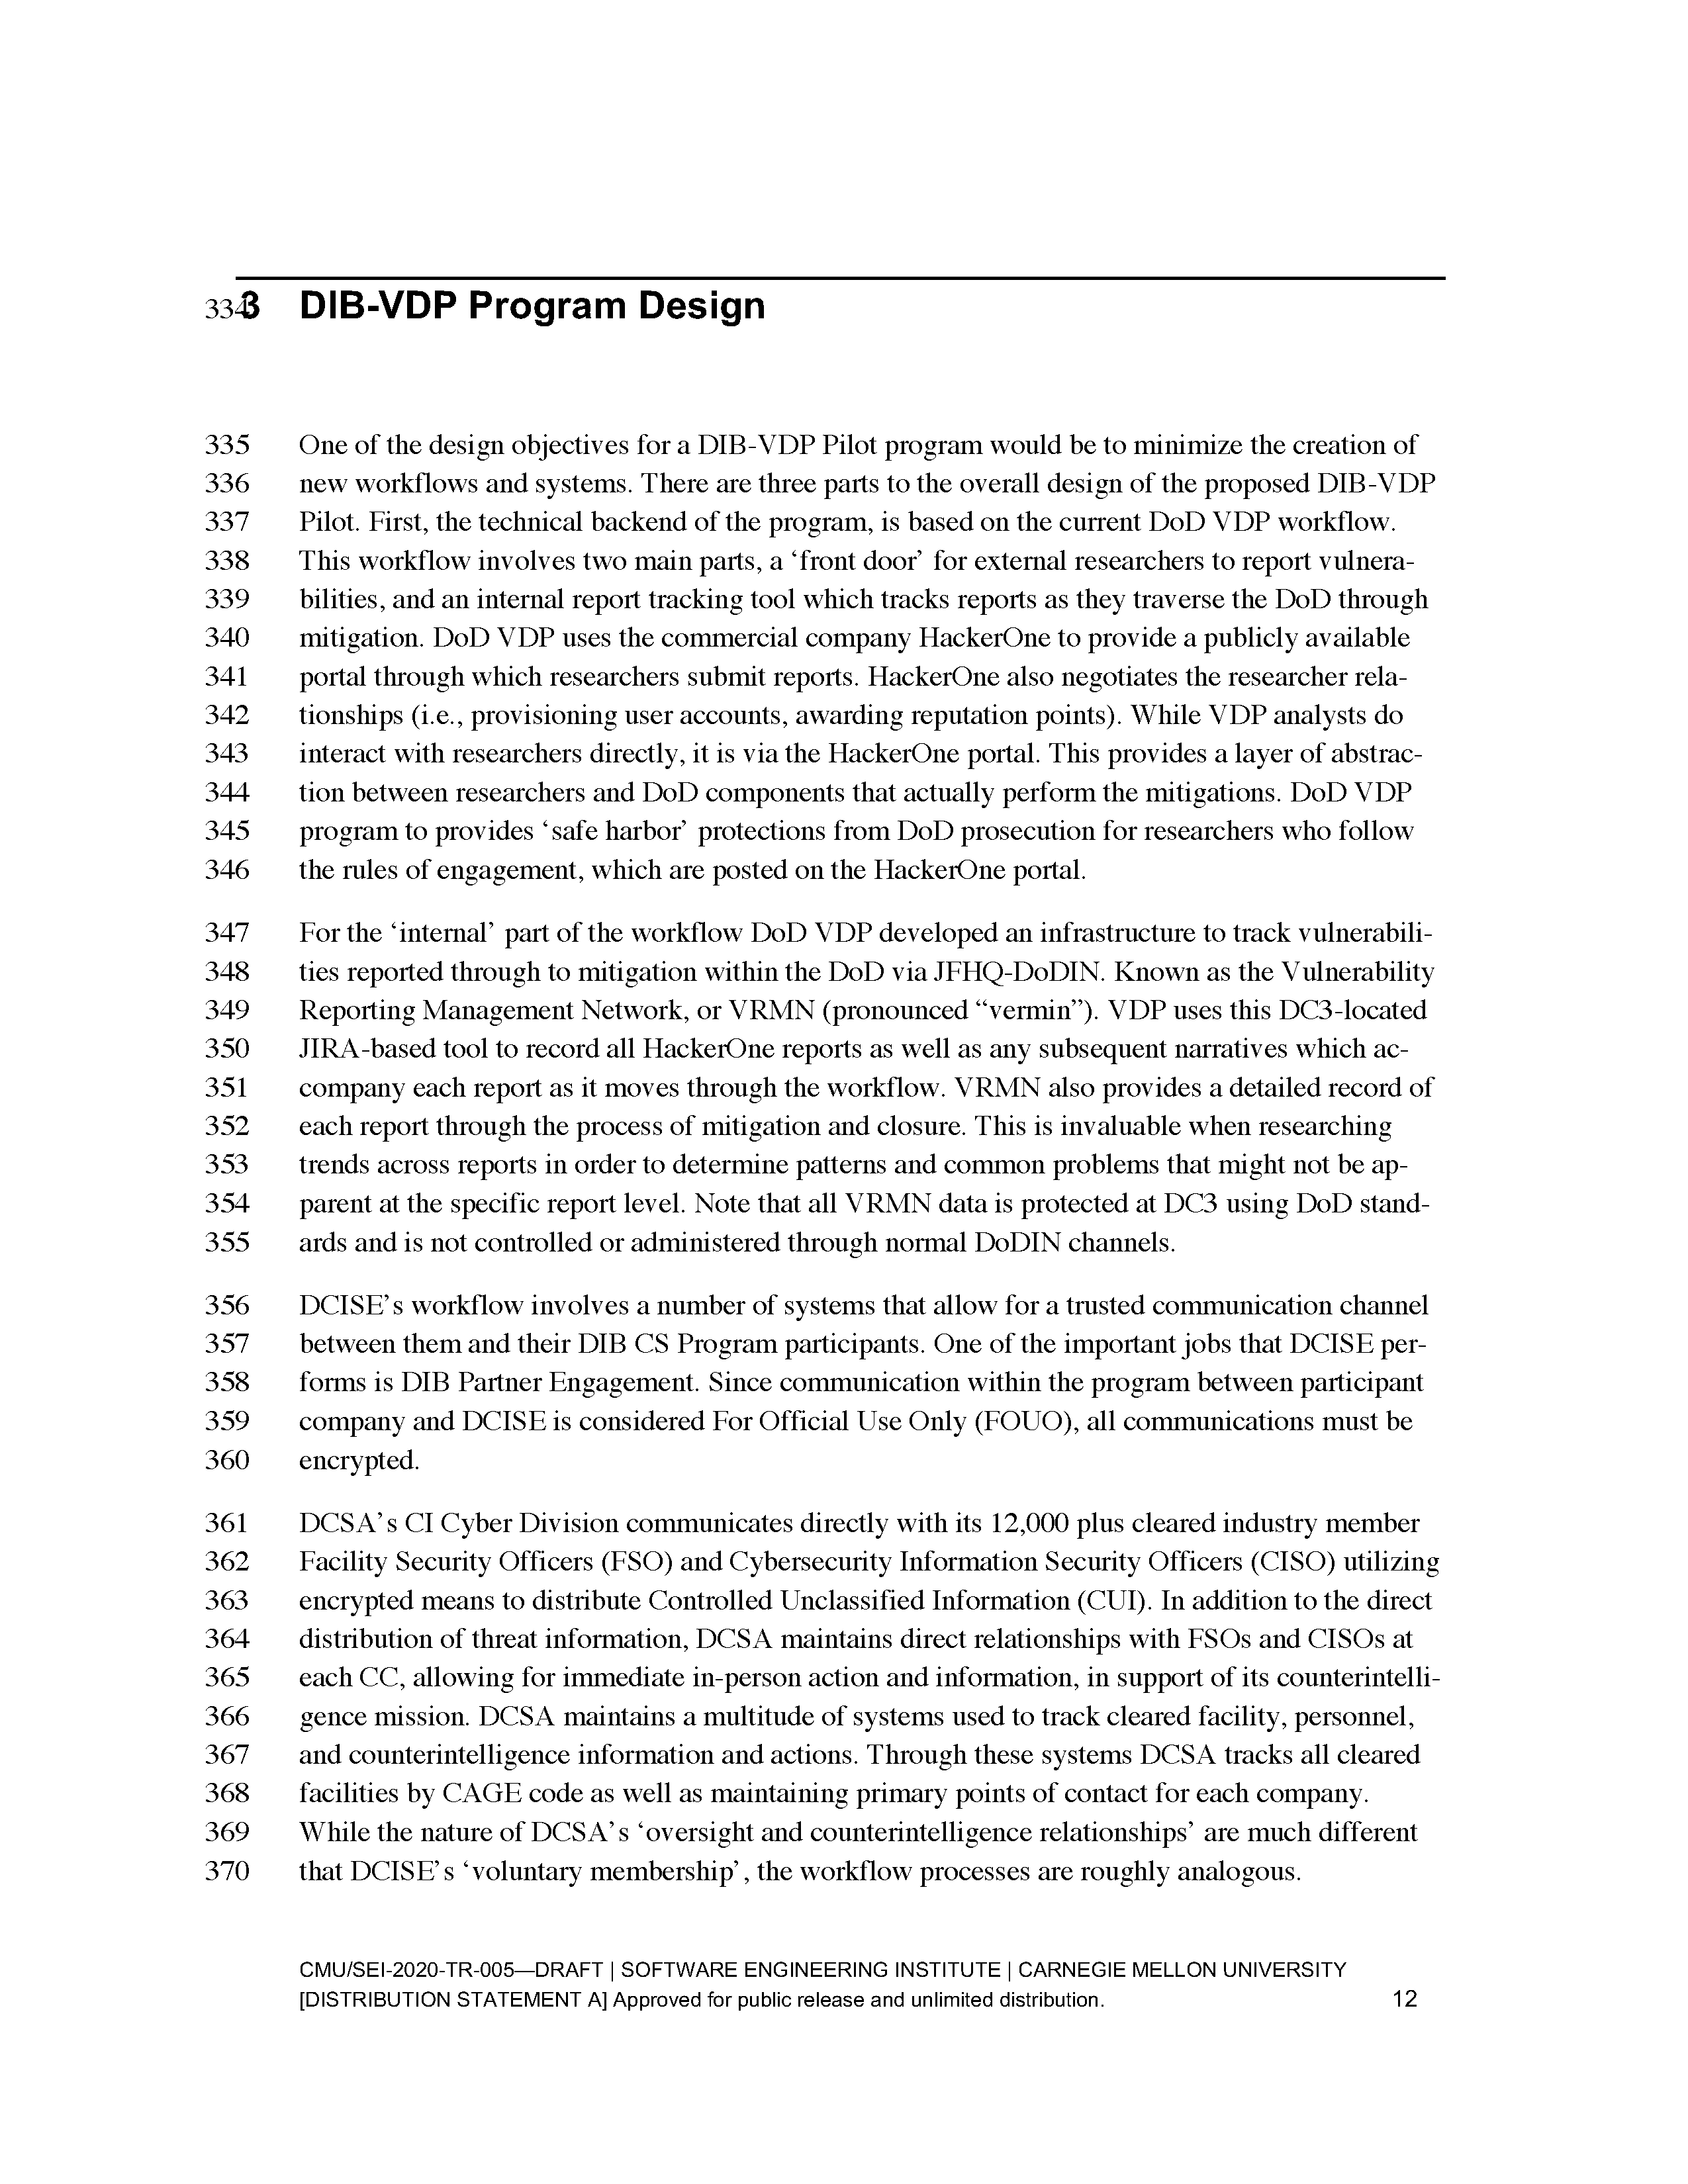 334 3 DIB-VDP Program Design
335 One of the design objectives for a DIB-VDP Pilot program would be to minimize the creation of
336 new workflows and systems. There are three parts to the overall design of the proposed DIB-VDP
337 Pilot. First, the technical backend of the program, is based on the current DoD VDP workflow.
338 This workflow involves two main parts, a ‘front door’ for external researchers to report vulnera-
339 bilities, and an internal report tracking tool which tracks reports as they traverse the DoD through
340 mitigation. DoD VDP uses the commercial company HackerOne to provide a publicly available
341 portal through which researchers submit reports. HackerOne also negotiates the researcher rela-
342 tionships (i.e., provisioning user accounts, awarding reputation points). While VDP analysts do
343 interact with researchers directly, it is via the HackerOne portal. This provides a layer of abstrac-
344 tion between researchers and DoD components that actually perform the mitigations. DoD VDP
345 program to provides ‘safe harbor’ protections from DoD prosecution for researchers who follow
346 the rules of engagement, which are posted on the HackerOne portal.
347 For the ‘internal’ part of the workflow DoD VDP developed an infrastructure to track vulnerabili-
348 ties reported through to mitigation within the DoD via JFHQ-DoDIN. Known as the Vulnerability
349 Reporting Management Network, or VRMN (pronounced “vermin”). VDP uses this DC3-located
350 JIRA-based tool to record all HackerOne reports as well as any subsequent narratives which ac-
351 company each report as it moves through the workflow. VRMN also provides a detailed record of
352 each report through the process of mitigation and closure. This is invaluable when researching
353 trends across reports in order to determine patterns and common problems that might not be ap-
354 parent at the specific report level. Note that all VRMN data is protected at DC3 using DoD stand-
355 ards and is not controlled or administered through normal DoDIN channels.
356 DCISE’s workflow involves a number of systems that allow for a trusted communication channel
357 between them and their DIB CS Program participants. One of the important jobs that DCISE per-
358 forms is DIB Partner Engagement. Since communication within the program between participant
359 company and DCISE is considered For Official Use Only (FOUO), all communications must be
360 encrypted.
361 DCSA’s CI Cyber Division communicates directly with its 12,000 plus cleared industry member
362 Facility Security Officers (FSO) and Cybersecurity Information Security Officers (CISO) utilizing
363 encrypted means to distribute Controlled Unclassified Information (CUI). In addition to the direct
364 distribution of threat information, DCSA maintains direct relationships with FSOs and CISOs at
365 each CC, allowing for immediate in-person action and information, in support of its counterintelli-
366 gence mission. DCSA maintains a multitude of systems used to track cleared facility, personnel,
367 and counterintelligence information and actions. Through these systems DCSA tracks all cleared
368 facilities by CAGE code as well as maintaining primary points of contact for each company.
369 While the nature of DCSA’s ‘oversight and counterintelligence relationships’ are much different
370 that DCISE’s ‘voluntary membership’, the workflow processes are roughly analogous.
CMU/SEI-2020-TR-005—DRAFT | SOFTWARE ENGINEERING INSTITUTE | CARNEGIE MELLON UNIVERSITY
[DISTRIBUTION STATEMENT A] Approved for public release and unlimited distribution. 12